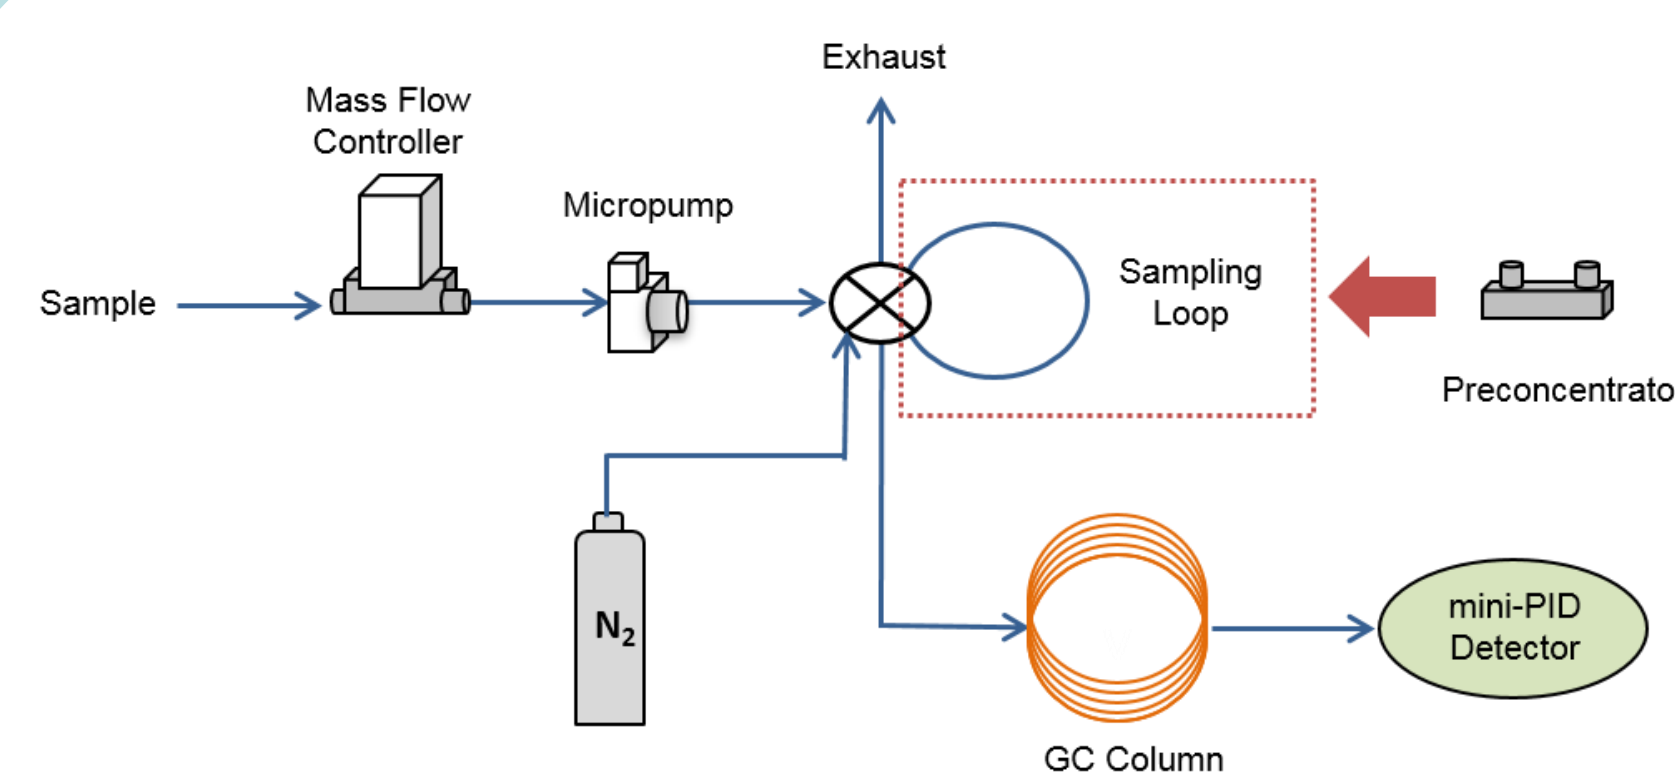 Exhaust
Mass Flow
Controller
Micropump
Sample
Sampling
Loop
Preconcentrato
N₂
mini-PID
Detector
GC Column